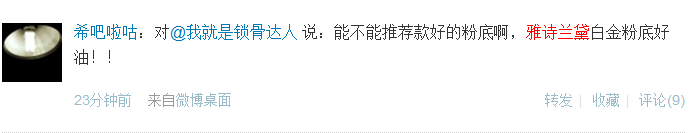 希吧啦咕：对@我就是锁骨达人 说：能不能推荐款好的粉底啊，雅诗兰黛白金粉底好
油！！
23分钟前 来自微博桌面 转发 | 收藏 | 评论(9)